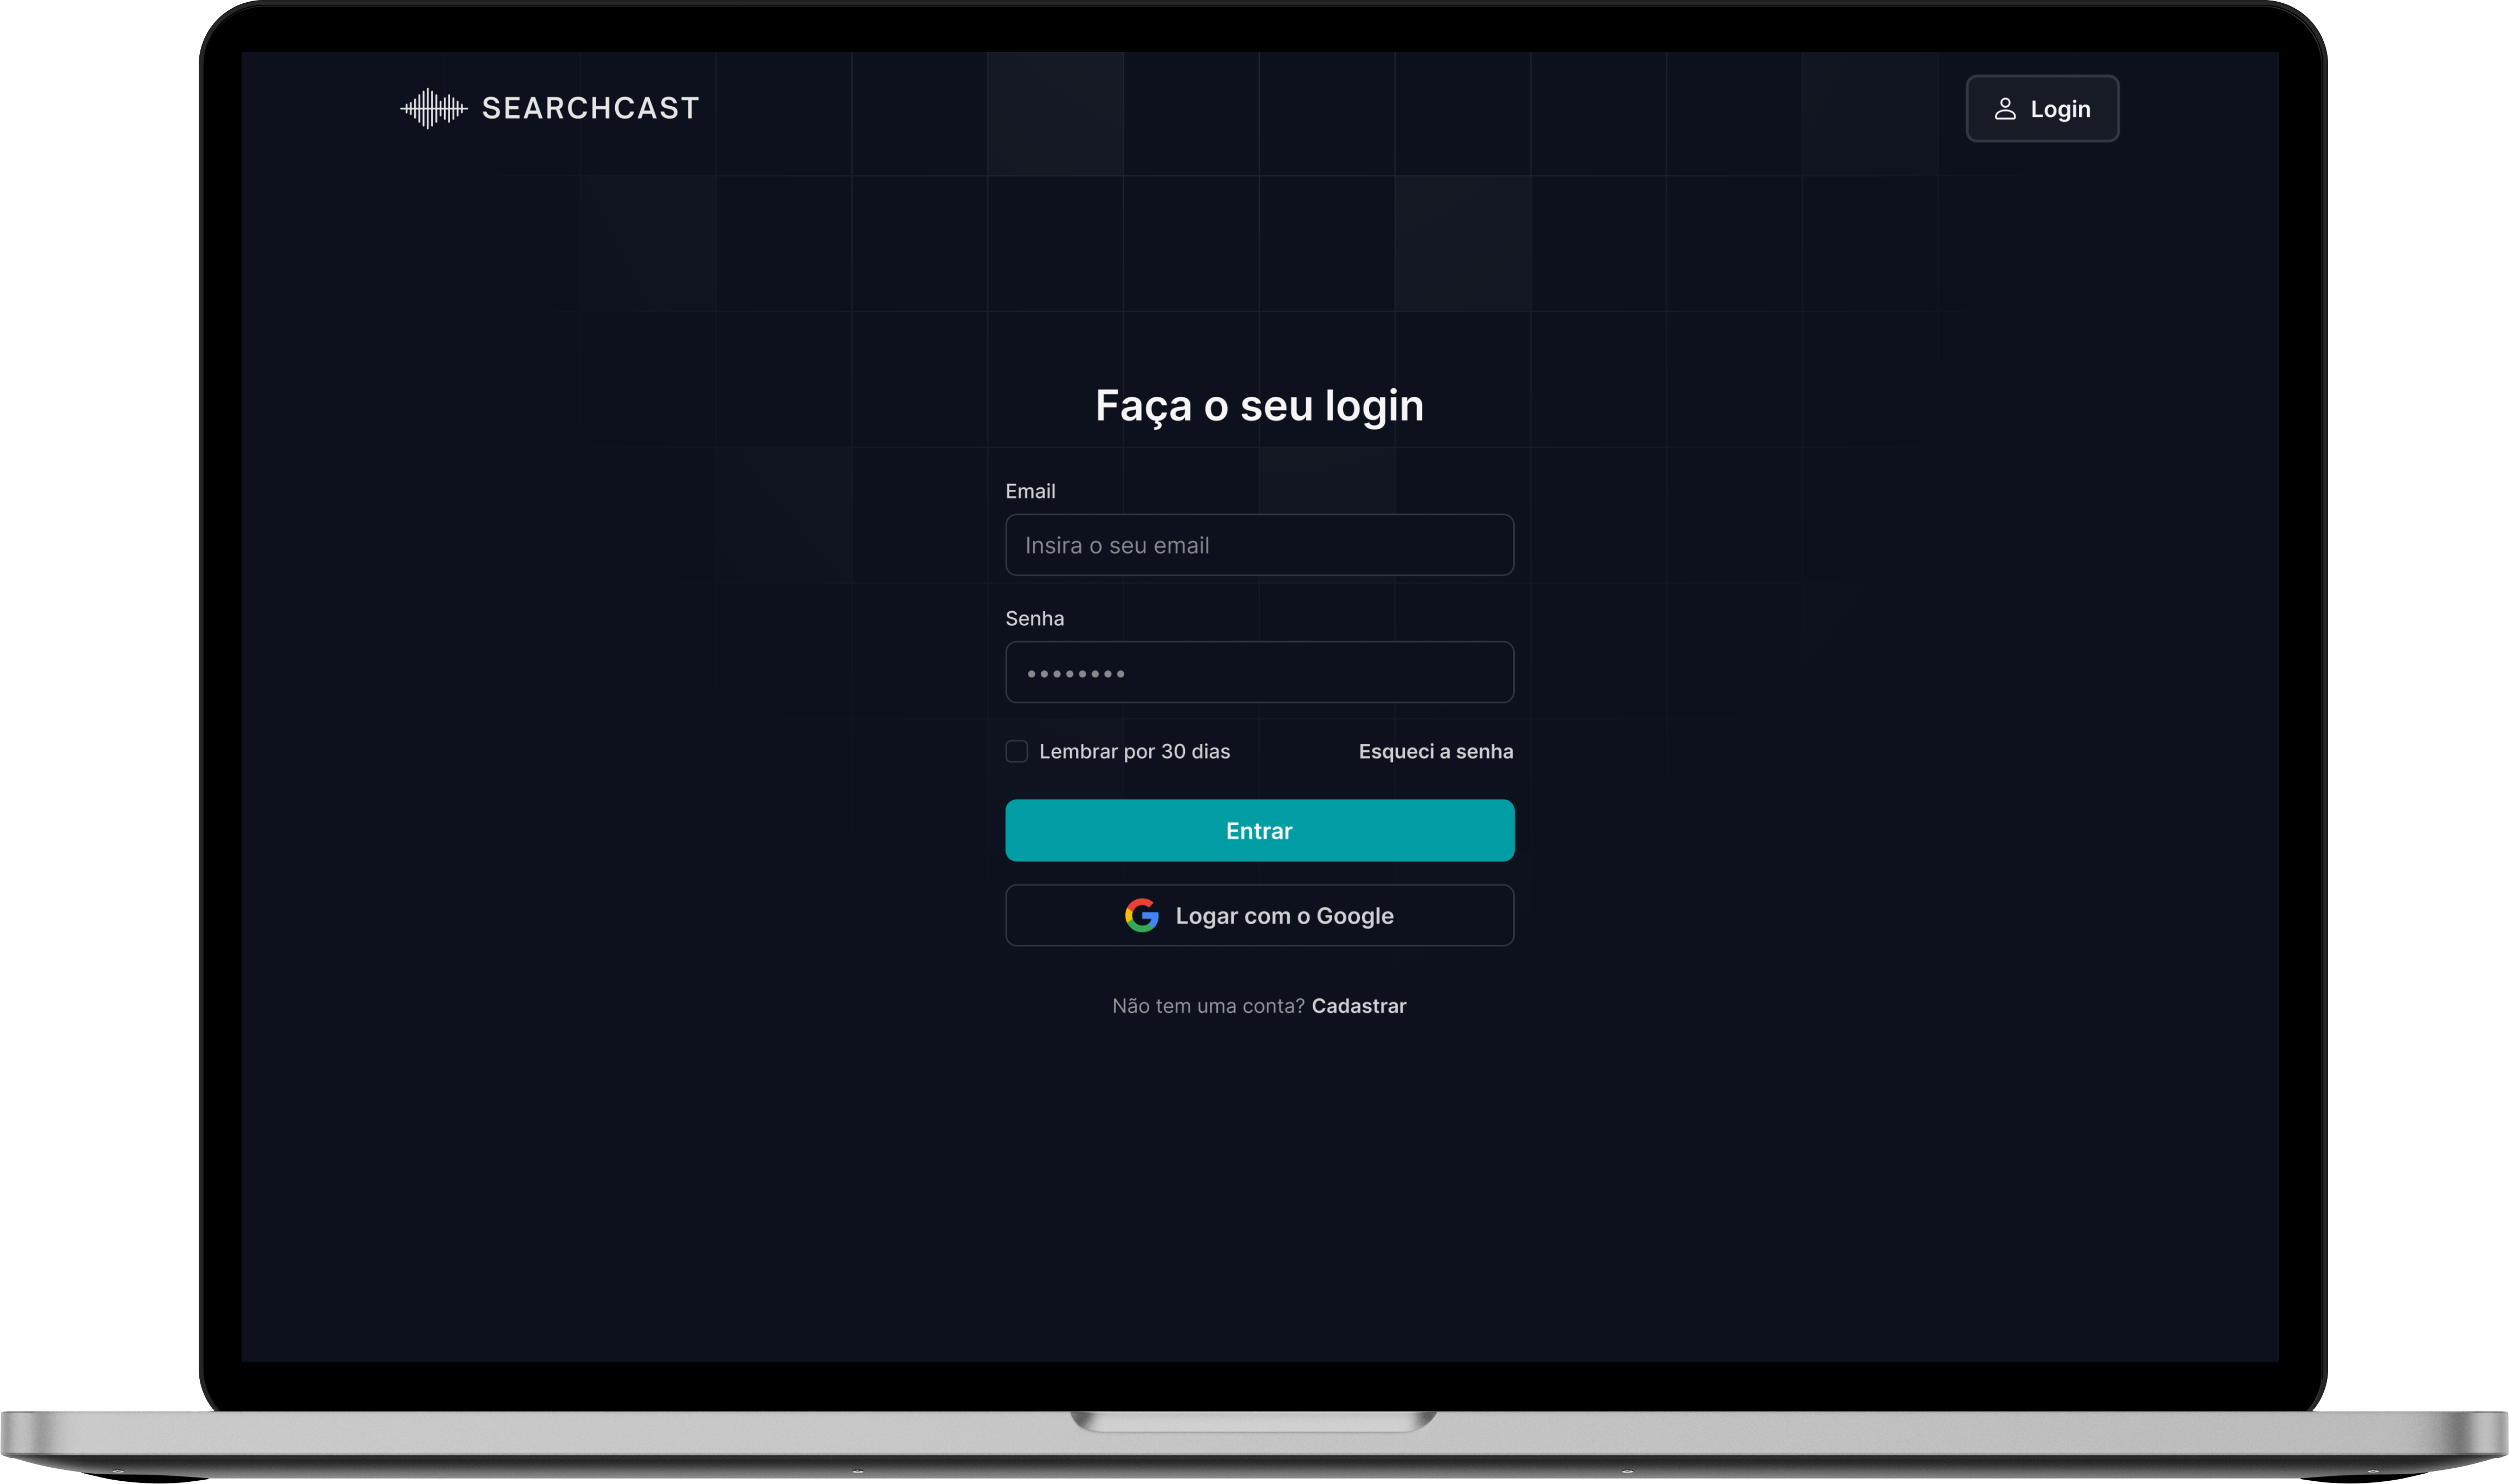 SEARCHCAST
Login
Faça o seu login
Email
Insira o seu email
Senha
••••••••
Lembrar por 30 dias
Esqueci a senha
Entrar
Logar com o Google
Não tem uma conta? Cadastrar